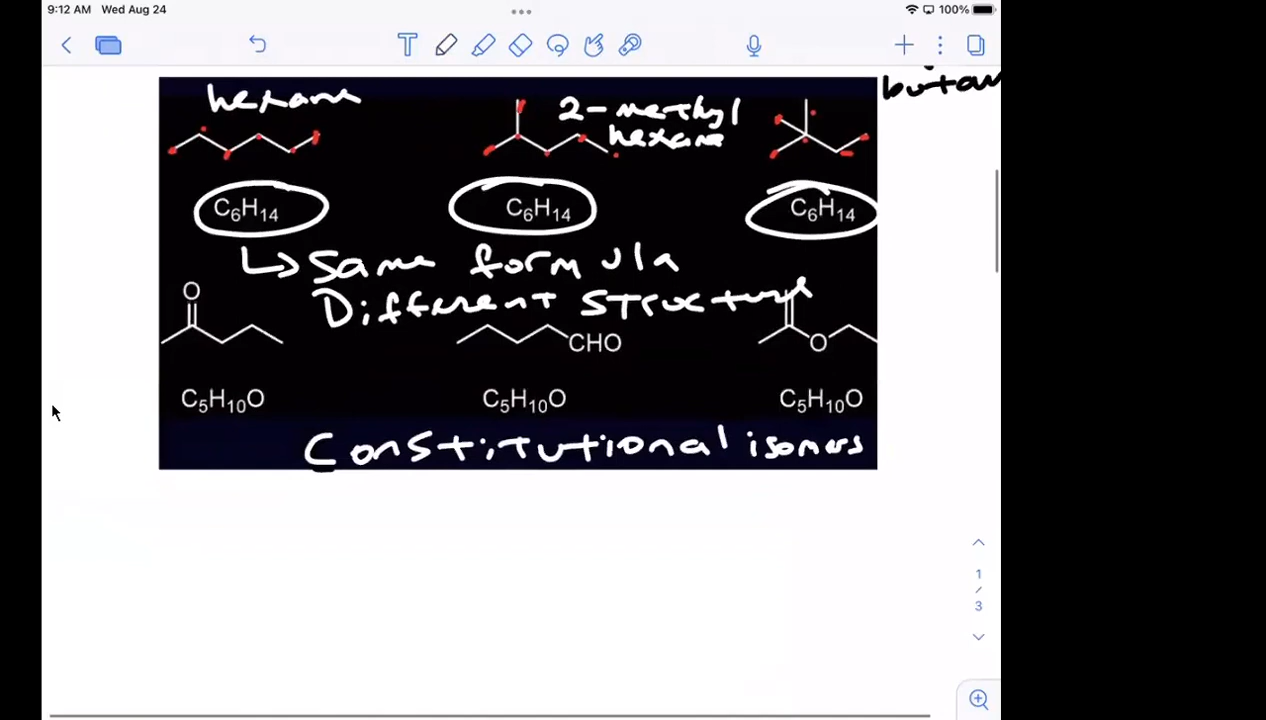 9:12 AM Wed Aug 24
100%
T
butan
hexane
2-methyl
hexane
C₆H₁₄
C₆H₁₄
C₆H₁₄
↳ Same formula
Different structure
O
O
CHO
C₅H₁₀O
C₅H₁₀O
C₅H₁₀O
Constitutional isomers
1
/
3